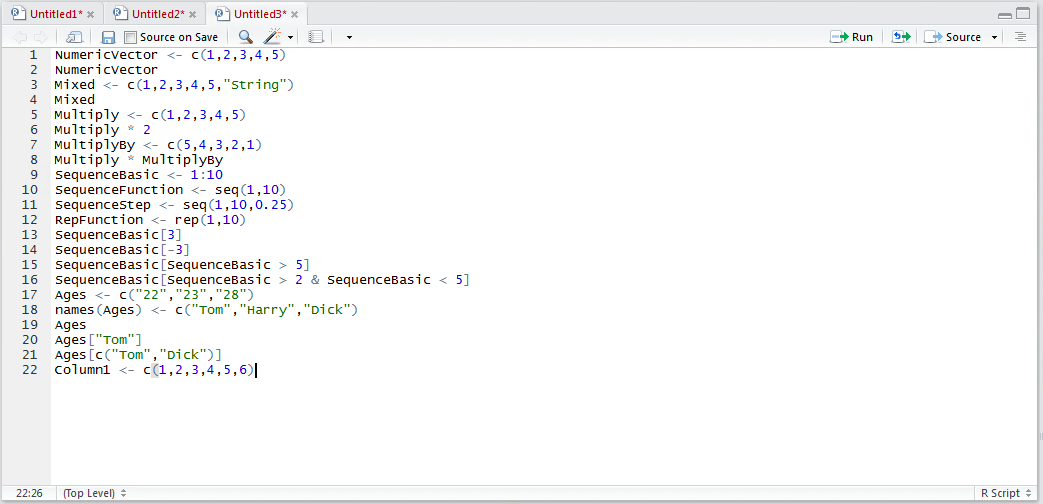 Untitled1* Untitled2* Untitled3*
Source on Save Run Source
1 NumericVector <- c(1,2,3,4,5)
2 NumericVector
3 Mixed <- c(1,2,3,4,5,"String")
4 Mixed
5 Multiply <- c(1,2,3,4,5)
6 Multiply * 2
7 MultiplyBy <- c(5,4,3,2,1)
8 Multiply * MultiplyBy
9 SequenceBasic <- 1:10
10 SequenceFunction <- seq(1,10)
11 SequenceStep <- seq(1,10,0.25)
12 RepFunction <- rep(1,10)
13 SequenceBasic[3]
14 SequenceBasic[-3]
15 SequenceBasic[SequenceBasic > 5]
16 SequenceBasic[SequenceBasic > 2 & SequenceBasic < 5]
17 Ages <- c("22","23","28")
18 names(Ages) <- c("Tom","Harry","Dick")
19 Ages
20 Ages["Tom"]
21 Ages[c("Tom","Dick")]
22 Column1 <- c(1,2,3,4,5,6)
22:26 (Top Level) R Script